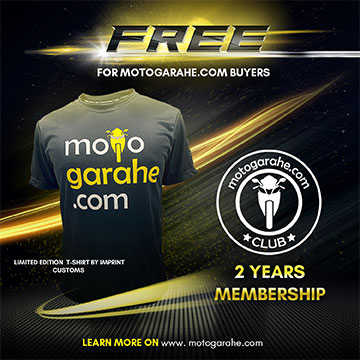 FREE
FOR MOTOGARAHE.COM BUYERS
moto
garahe
.com
motogarahe.com
CLUB
LIMITED EDITION T-SHIRT BY IMPRINT
CUSTOMS
2 YEARS
MEMBERSHIP
LEARN MORE ON www.motogarahe.com